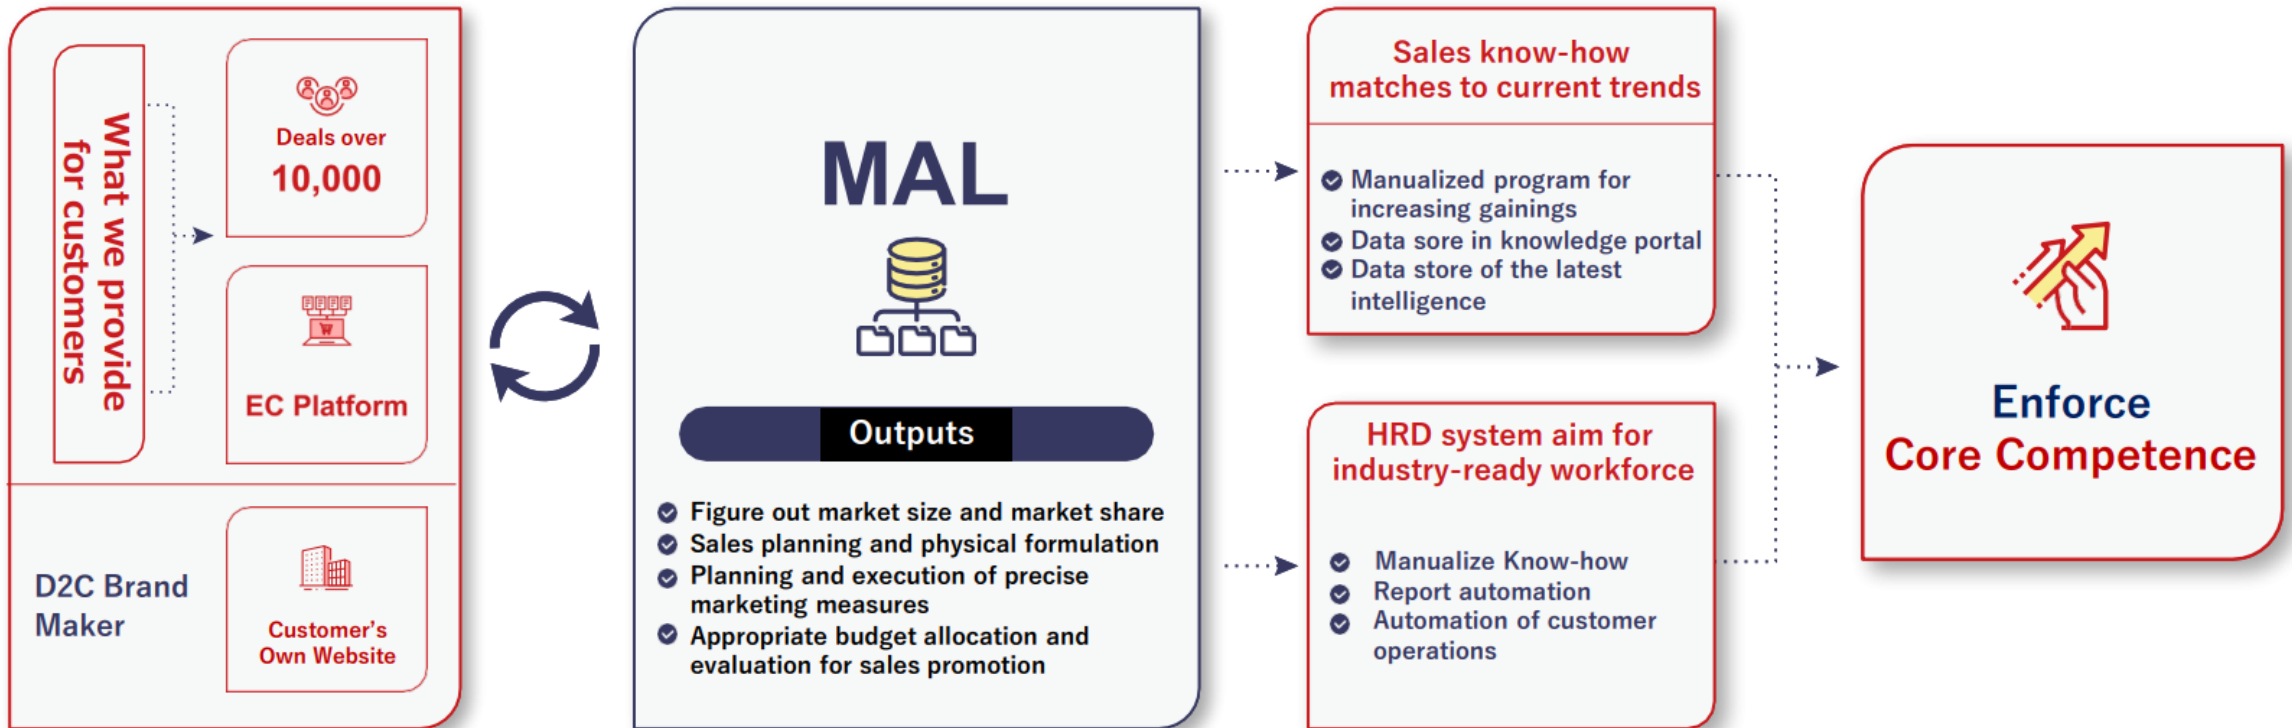 What we provide
for customers
Deals over
10,000
EC Platform
D2C Brand
Maker
Customer's
Own Website
MAL
Outputs
Figure out market size and market share
Sales planning and physical formulation
Planning and execution of precise
marketing measures
Appropriate budget allocation and
evaluation for sales promotion
Sales know-how
matches to current trends
Manualized program for
increasing gainings
Data sore in knowledge portal
Data store of the latest
intelligence
HRD system aim for
industry-ready workforce
Manualize Know-how
Report automation
Automation of customer
operations
Enforce
Core Competence